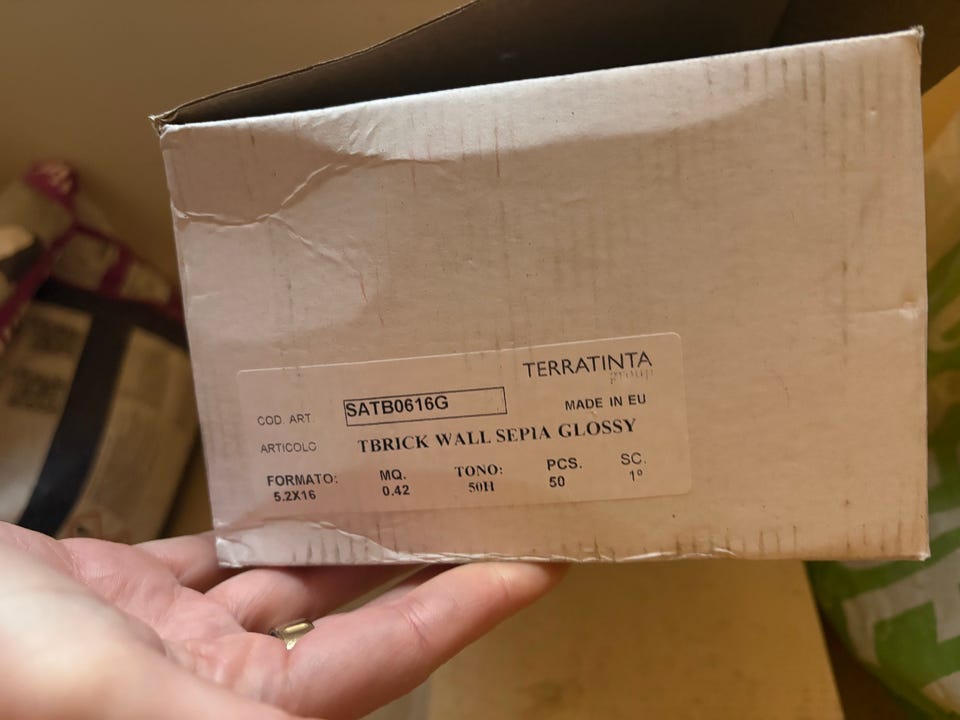 TERRATINTA
group
COD. ART. SATB0616G MADE IN EU
ARTICOLO TBRICK WALL SEPIA GLOSSY
FORMATO: MQ. TONO: PCS. SC.
5.2X16 0.42 50H 50 1°